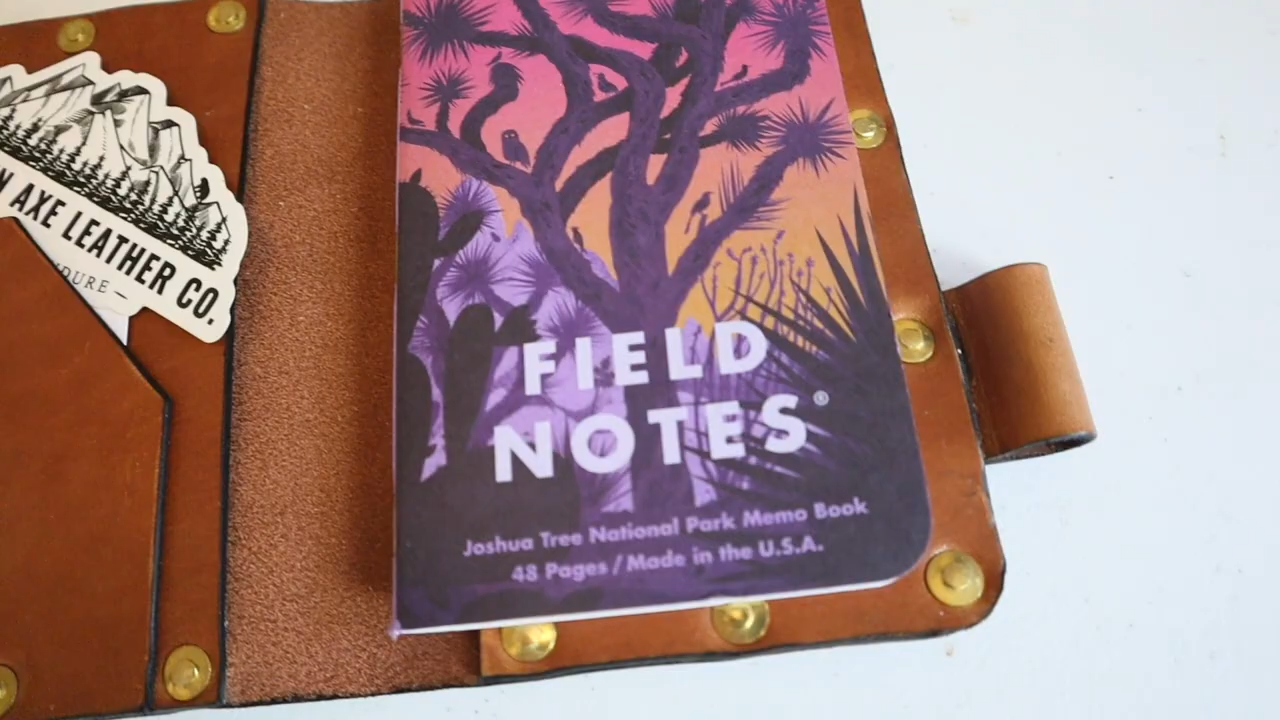 AXE LEATHER CO.
FIELD
NOTES®
Joshua Tree National Park Memo Book
48 Pages / Made in the U.S.A.